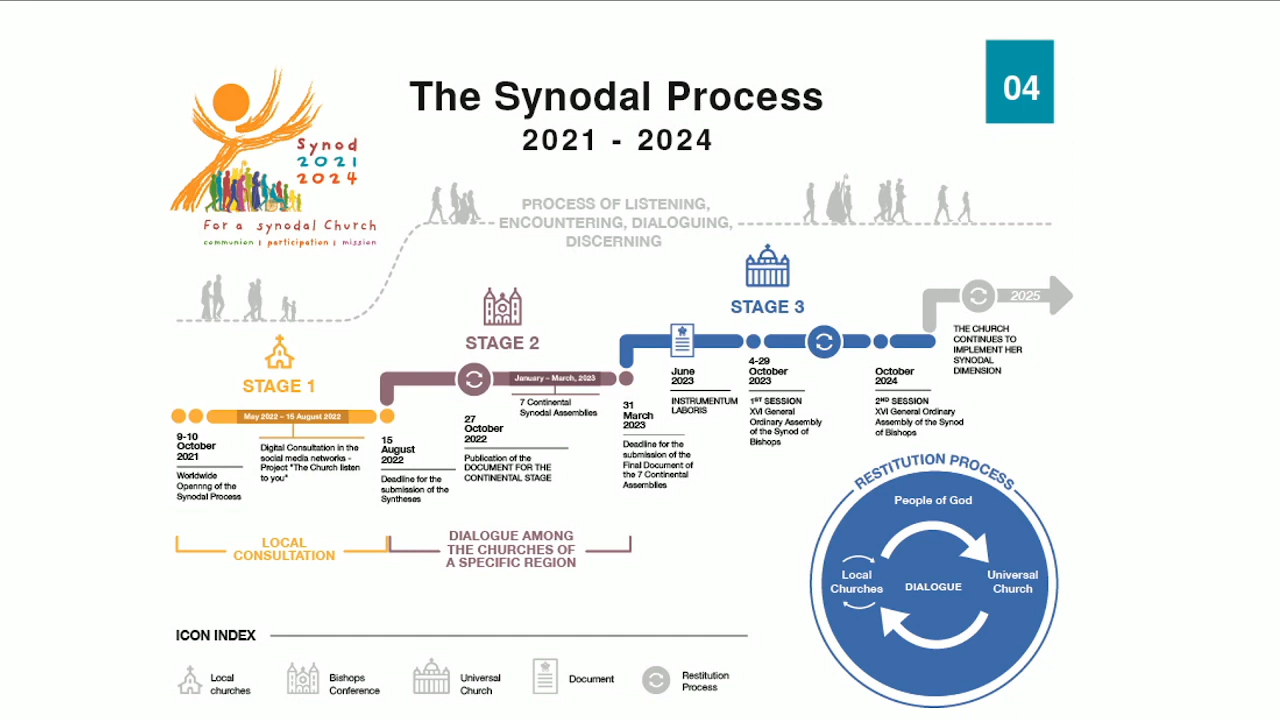 04
The Synodal Process
2021 - 2024
Synod
2021
2024
For a synodal Church
communion | participation | mission
PROCESS OF LISTENING,
ENCOUNTERING, DIALOGUING,
DISCERNING
STAGE 1
May 2022 – 15 August 2022
9-10
October
2021
Worldwide
Opennng of the
Synodal Process
Digital Consultation in the
social media networks -
Project "The Church listen
to you"
STAGE 2
January – March, 2023
15
August
2022
Deadline for the
submission of the
Syntheses
27
October
2022
Publication of the
DOCUMENT FOR THE
CONTINENTAL STAGE
7 Continental
Synodal Assemblies
31
March
2023
Deadline for the
submission of the
Final Document of
the 7 Continental
Assemblies
STAGE 3
June
2023
INSTRUMENTUM
LABORIS
4-29
October
2023
1ST SESSION
XVI General
Ordinary Assembly
of the Synod of
Bishops
October
2024
2ND SESSION
XVI General Ordinary
Assembly of the Synod
of Bishops
2025
THE CHURCH
CONTINUES TO
IMPLEMENT HER
SYNODAL
DIMENSION
LOCAL
CONSULTATION
DIALOGUE AMONG
THE CHURCHES OF
A SPECIFIC REGION
RESTITUTION PROCESS
People of God
Local
Churches
DIALOGUE
Universal
Church
ICON INDEX
Local
churches
Bishops
Conference
Universal
Church
Document
Restitution
Process